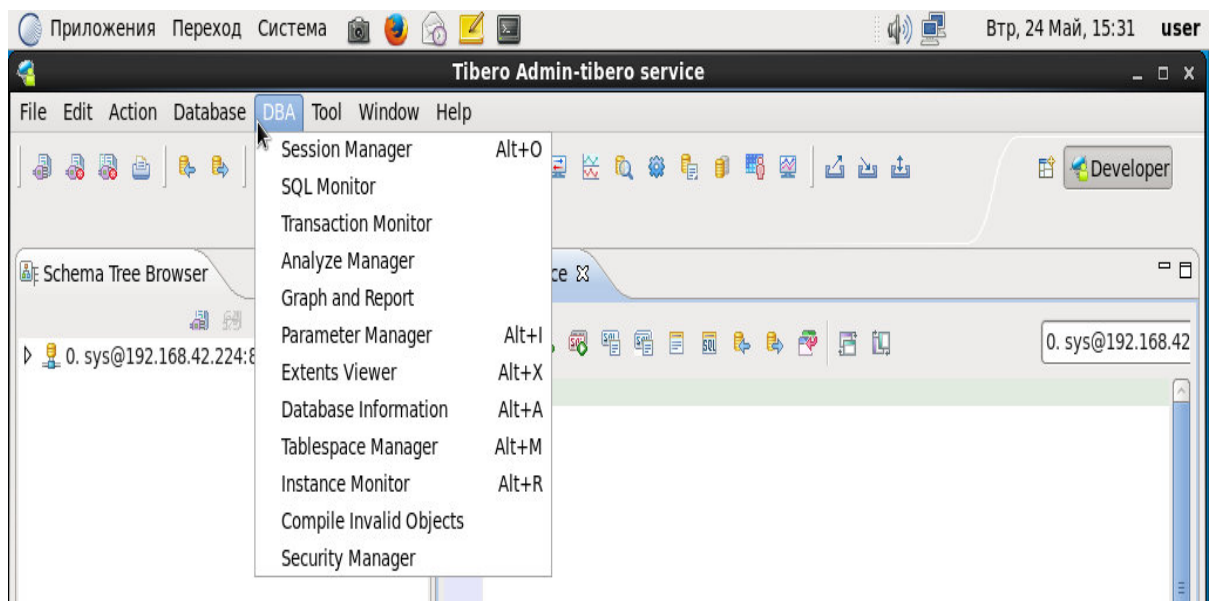 Приложения Переход Система Втр, 24 Май, 15:31 user
Tibero Admin-tibero service
File Edit Action Database DBA Tool Window Help
Session Manager Alt+O
SQL Monitor
Transaction Monitor
Analyze Manager
Graph and Report
Parameter Manager Alt+I
Extents Viewer Alt+X
Database Information Alt+A
Tablespace Manager Alt+M
Instance Monitor Alt+R
Compile Invalid Objects
Security Manager
Developer
Schema Tree Browser
ce
0. sys@192.168.42.224:8
0. sys@192.168.42